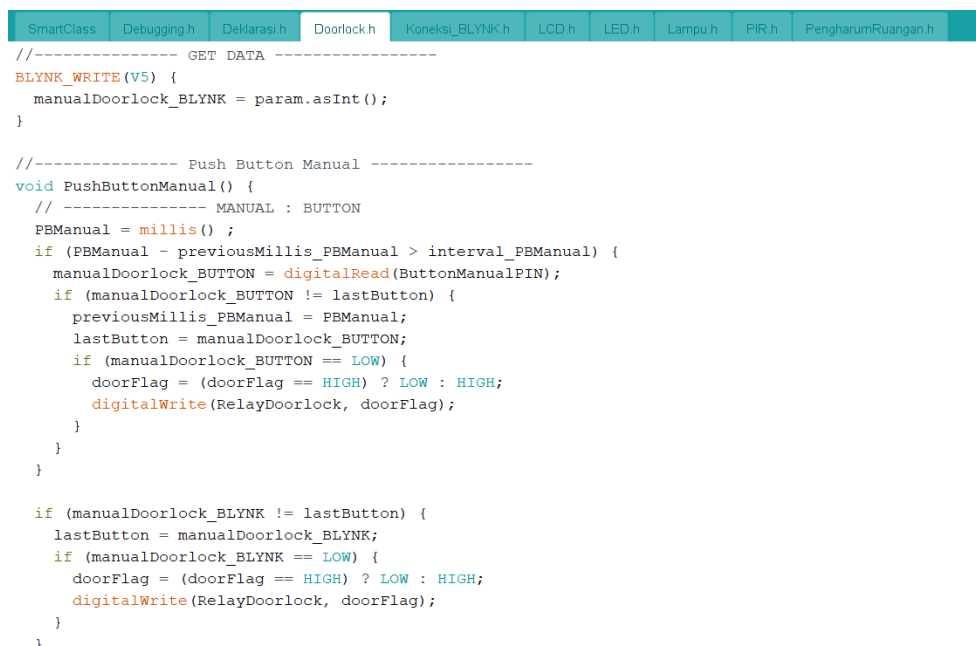 SmartClass Debugging.h Deklarasi.h Doorlock.h Koneksi_BLYNK.h LCD.h LED.h Lampu.h PIR.h PengharumRuangan.h
//--------------- GET DATA -----------------
BLYNK_WRITE(V5) {
  manualDoorlock_BLYNK = param.asInt();
}

//--------------- Push Button Manual -----------------
void PushButtonManual() {
  // --------------- MANUAL : BUTTON
  PBManual = millis() ;
  if (PBManual - previousMillis_PBManual > interval_PBManual) {
    manualDoorlock_BUTTON = digitalRead(ButtonManualPIN);
    if (manualDoorlock_BUTTON != lastButton) {
      previousMillis_PBManual = PBManual;
      lastButton = manualDoorlock_BUTTON;
      if (manualDoorlock_BUTTON == LOW) {
        doorFlag = (doorFlag == HIGH) ? LOW : HIGH;
        digitalWrite(RelayDoorlock, doorFlag);
      }
    }
  }

  if (manualDoorlock_BLYNK != lastButton) {
    lastButton = manualDoorlock_BLYNK;
    if (manualDoorlock_BLYNK == LOW) {
      doorFlag = (doorFlag == HIGH) ? LOW : HIGH;
      digitalWrite(RelayDoorlock, doorFlag);
    }
  }